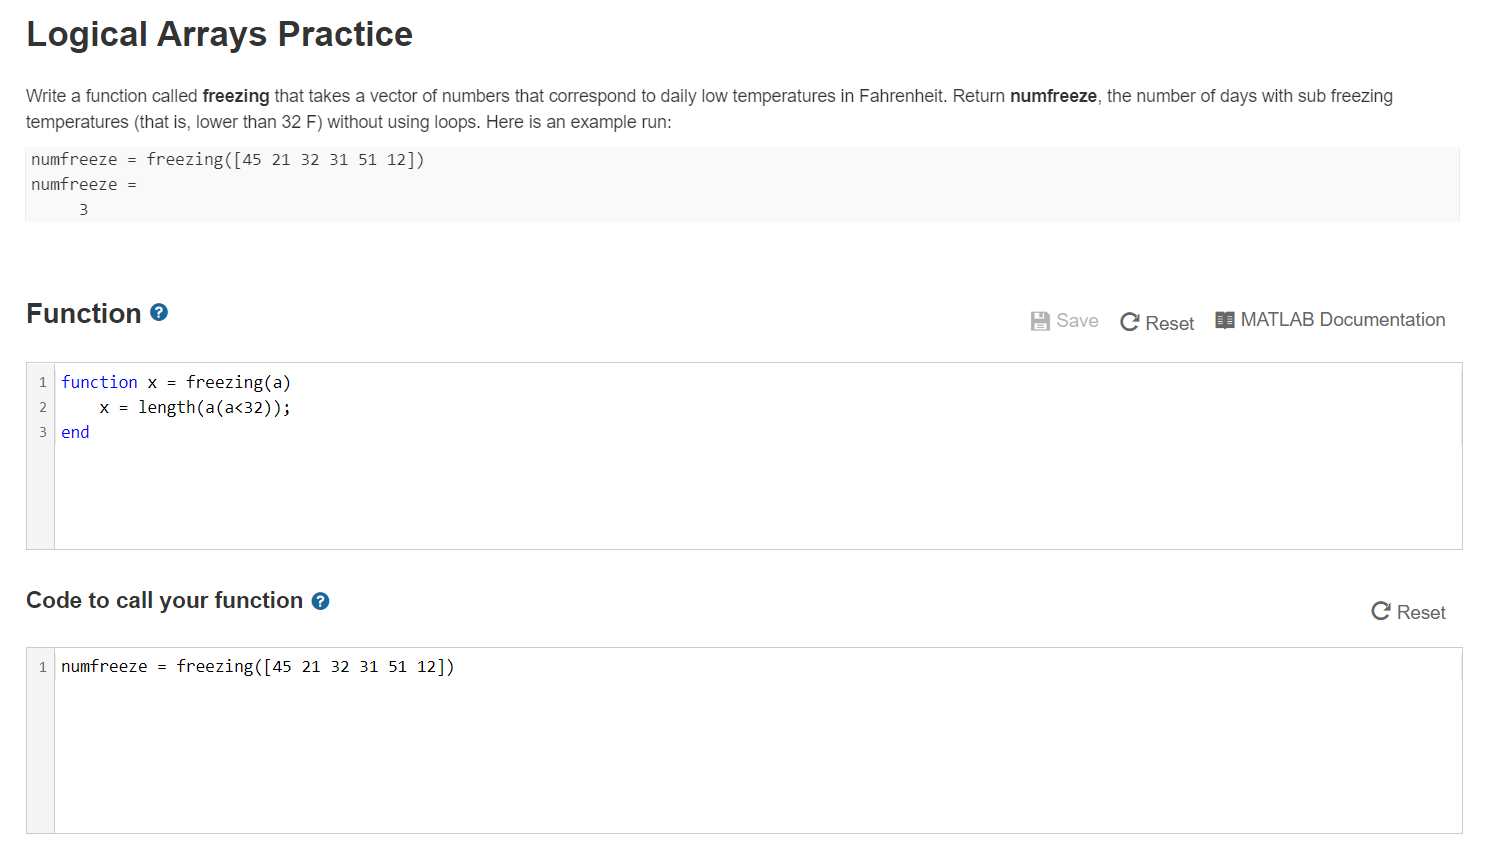 Logical Arrays Practice
Write a function called freezing that takes a vector of numbers that correspond to daily low temperatures in Fahrenheit. Return numfreeze, the number of days with sub freezing
temperatures (that is, lower than 32 F) without using loops. Here is an example run:
numfreeze = freezing([45 21 32 31 51 12])
numfreeze =
     3
Function ?
Save Reset MATLAB Documentation
1 function x = freezing(a)
2     x = length(a(a<32));
3 end
Code to call your function ?
Reset
1 numfreeze = freezing([45 21 32 31 51 12])